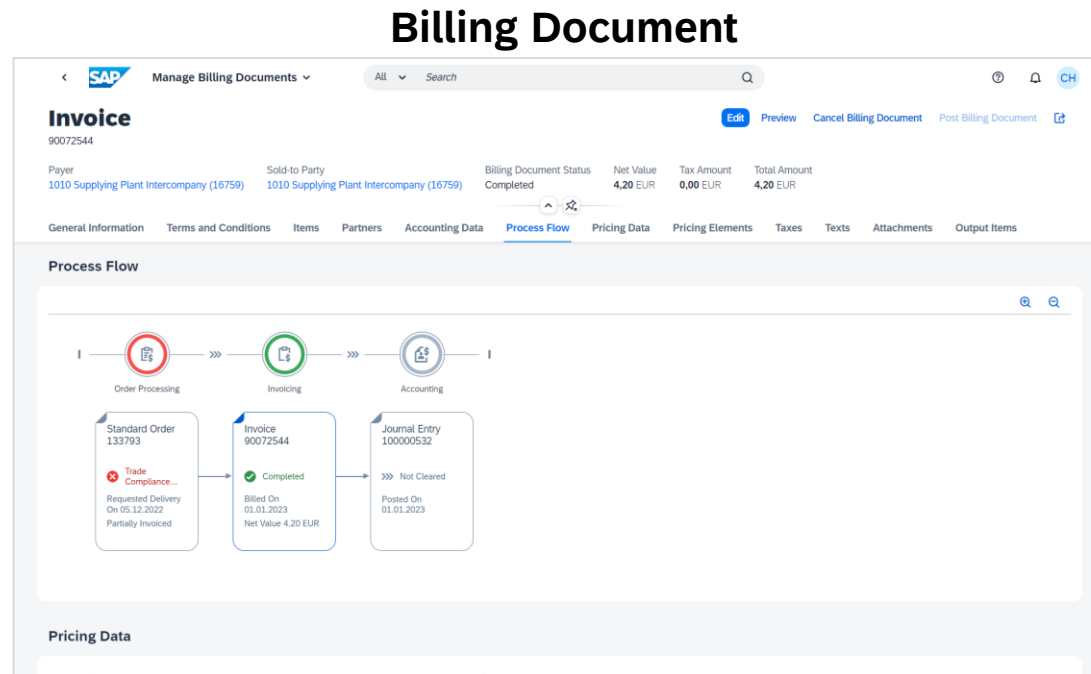 Billing Document
SAP Manage Billing Documents All Search CH
Invoice
Edit Preview Cancel Billing Document Post Billing Document
90072544
Payer Sold-to Party Billing Document Status Net Value Tax Amount Total Amount
1010 Supplying Plant Intercompany (16759) 1010 Supplying Plant Intercompany (16759) Completed 4,20 EUR 0,00 EUR 4,20 EUR
General Information Terms and Conditions Items Partners Accounting Data Process Flow Pricing Data Pricing Elements Taxes Texts Attachments Output Items
Process Flow
Order Processing Invoicing Accounting
Standard Order
133793
Trade
Compliance...
Requested Delivery
On 05.12.2022
Partially Invoiced
Invoice
90072544
Completed
Billed On
01.01.2023
Net Value 4.20 EUR
Journal Entry
100000532
Not Cleared
Posted On
01.01.2023
Pricing Data